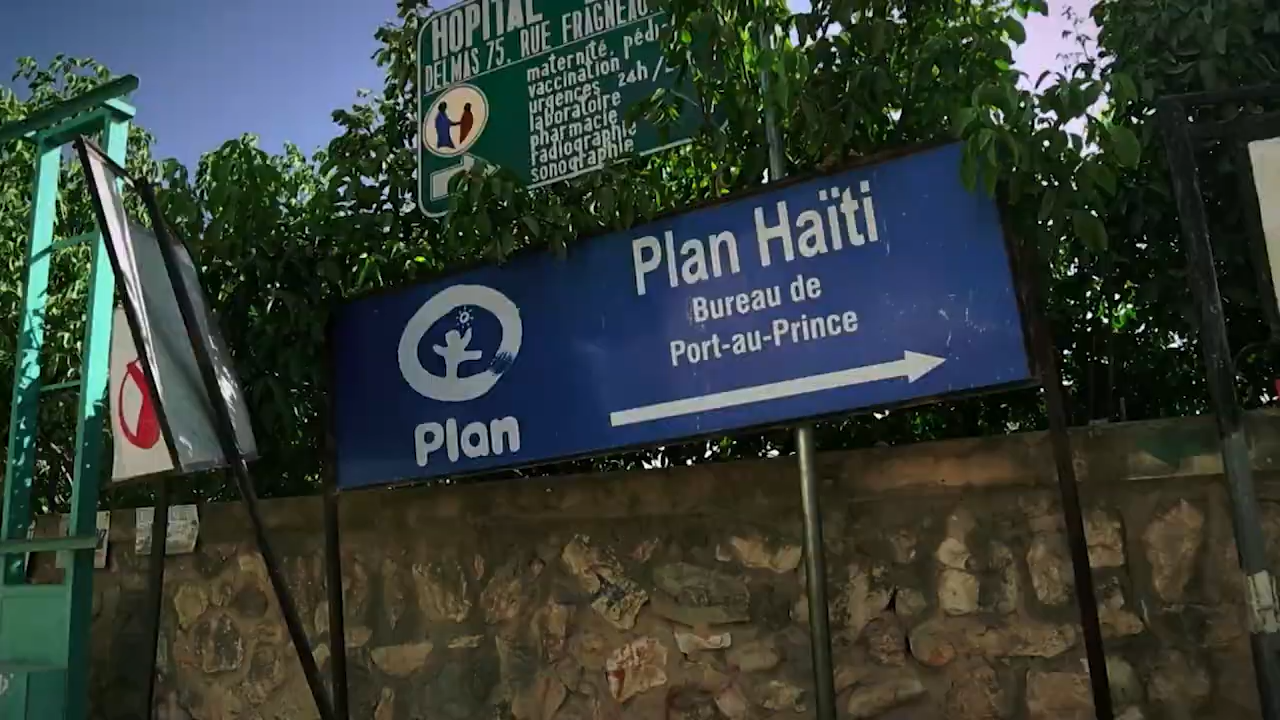 HOPITAL
DELMAS 75, RUE FRAGNEAU
maternité, pédi-
vaccination
urgences 24h/
laboratoire
pharmacie
radiographie
sonographie
Plan Haïti
Bureau de
Port-au-Prince
Plan